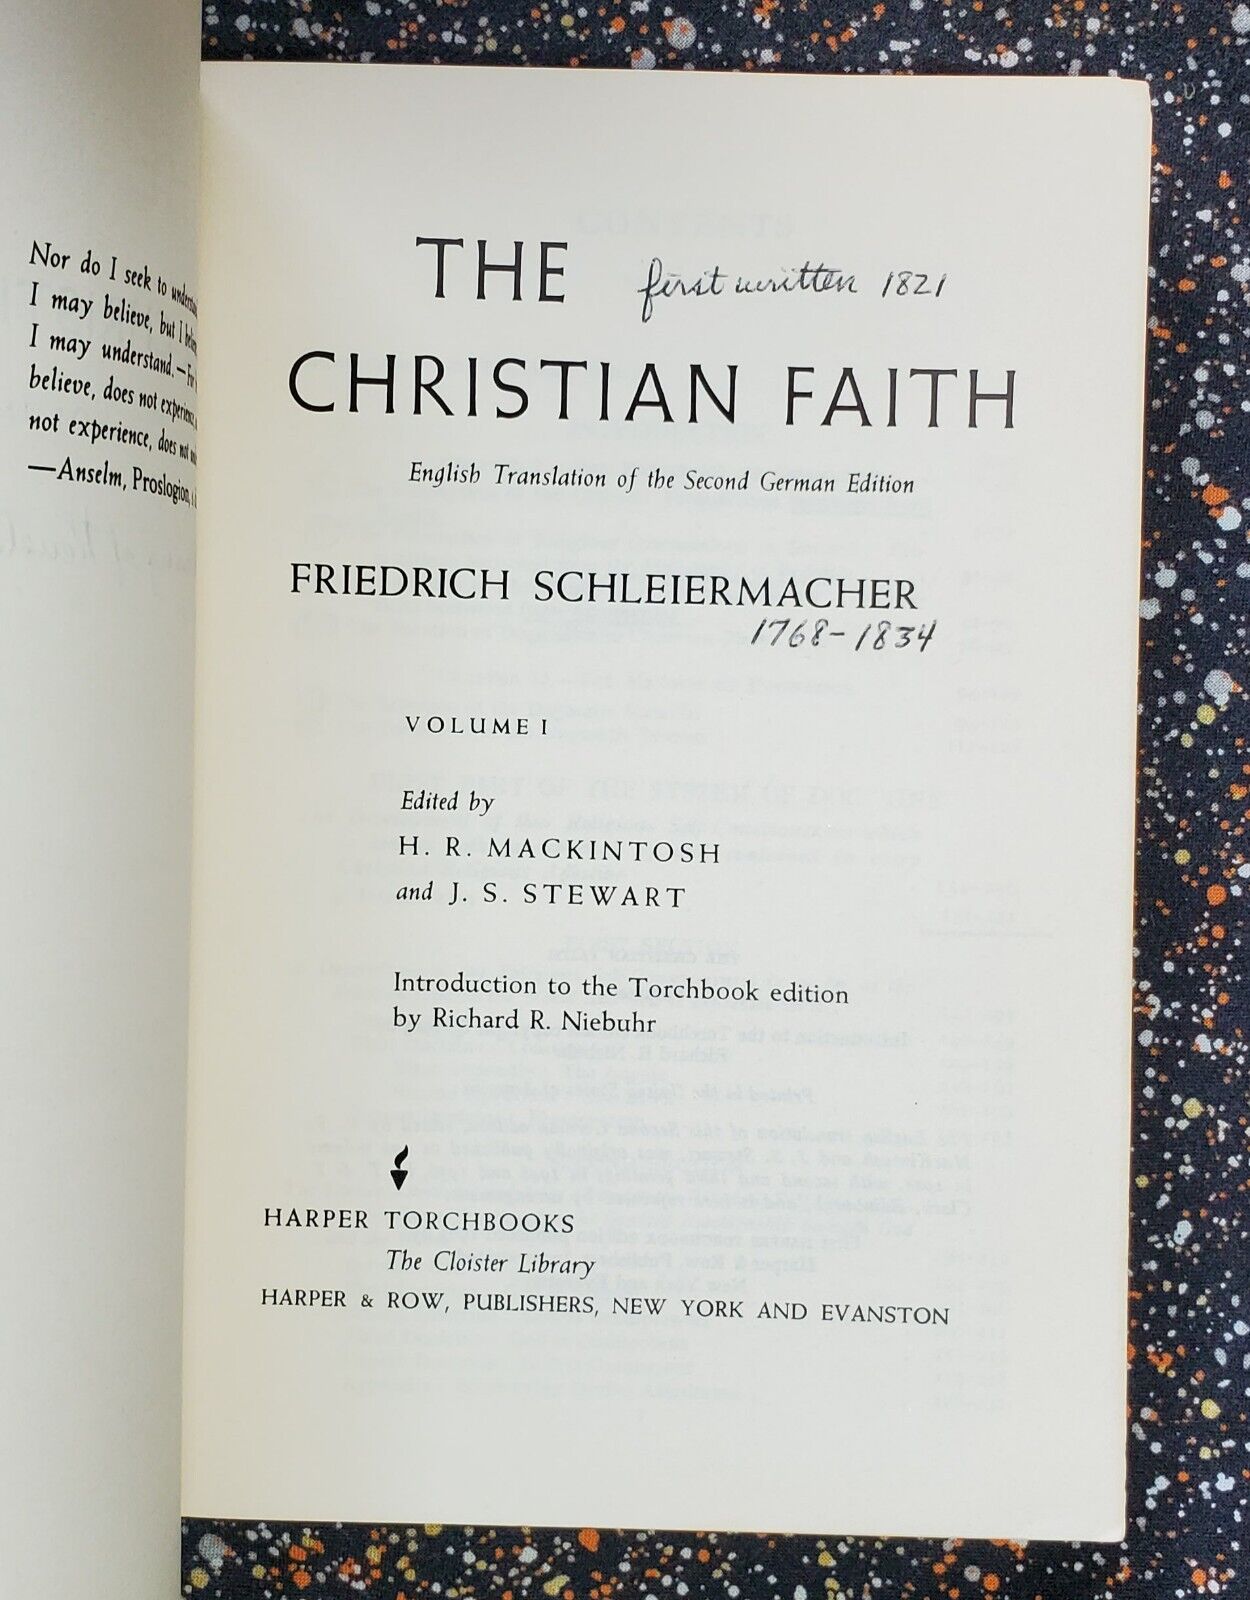 Nor do I seek to
I may believe, but I
I may understand.—For
believe, does not experience,
not experience, does not
—Anselm, Proslogion,
THE first written 1821
CHRISTIAN FAITH
English Translation of the Second German Edition
FRIEDRICH SCHLEIERMACHER
1768-1834
VOLUME I
Edited by
H. R. MACKINTOSH
and J. S. STEWART
Introduction to the Torchbook edition
by Richard R. Niebuhr
HARPER TORCHBOOKS
The Cloister Library
HARPER & ROW, PUBLISHERS, NEW YORK AND EVANSTON